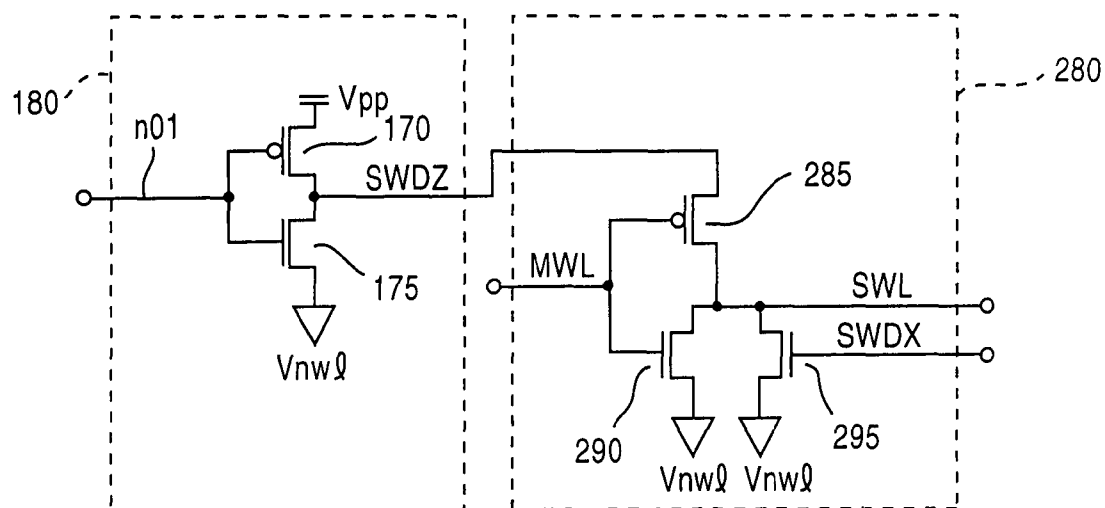 180
280
n01
Vpp
170
SWDZ
175
Vnwℓ
285
MWL
SWL
SWDX
290
295
Vnwℓ
Vnwℓ